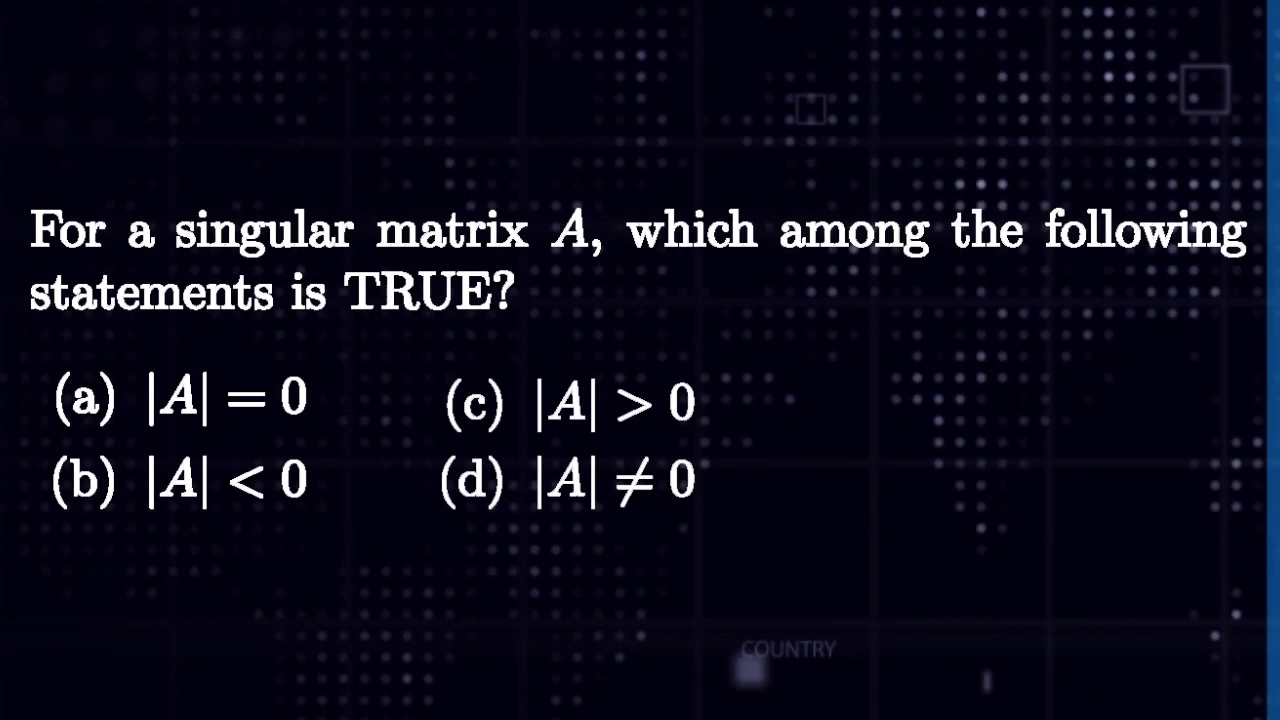 For a singular matrix A, which among the following
statements is TRUE?
(a) |A| = 0 (c) |A| > 0
(b) |A| < 0 (d) |A| ≠ 0
COUNTRY